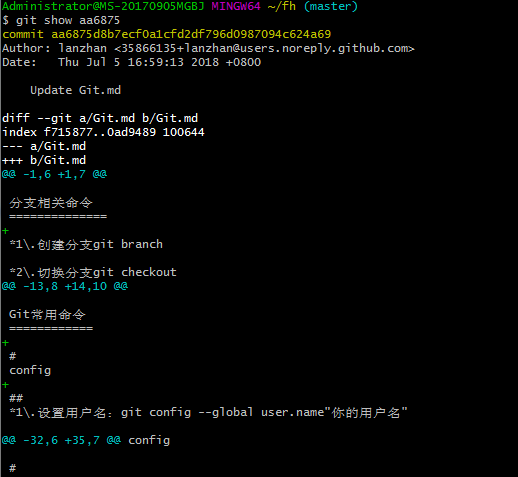 Administrator@MS-20170905MGBJ MINGW64 ~/fh (master)
$ git show aa6875
commit aa6875d8b7ecf0a1cfd2df796d0987094c624a69
Author: lanzhan <35866135+lanzhan@users.noreply.github.com>
Date:   Thu Jul 5 16:59:13 2018 +0800

    Update Git.md

diff --git a/Git.md b/Git.md
index f715877..0ad9489 100644
--- a/Git.md
+++ b/Git.md
@@ -1,6 +1,7 @@

 分支相关命令
 ==============
+
 *1\.创建分支git branch

 *2\.切换分支git checkout
@@ -13,8 +14,10 @@

 Git常用命令
 ============
+
 #
 config
+
 ##
 *1\.设置用户名：git config --global user.name"你的用户名"

@@ -32,6 +35,7 @@ config

 #